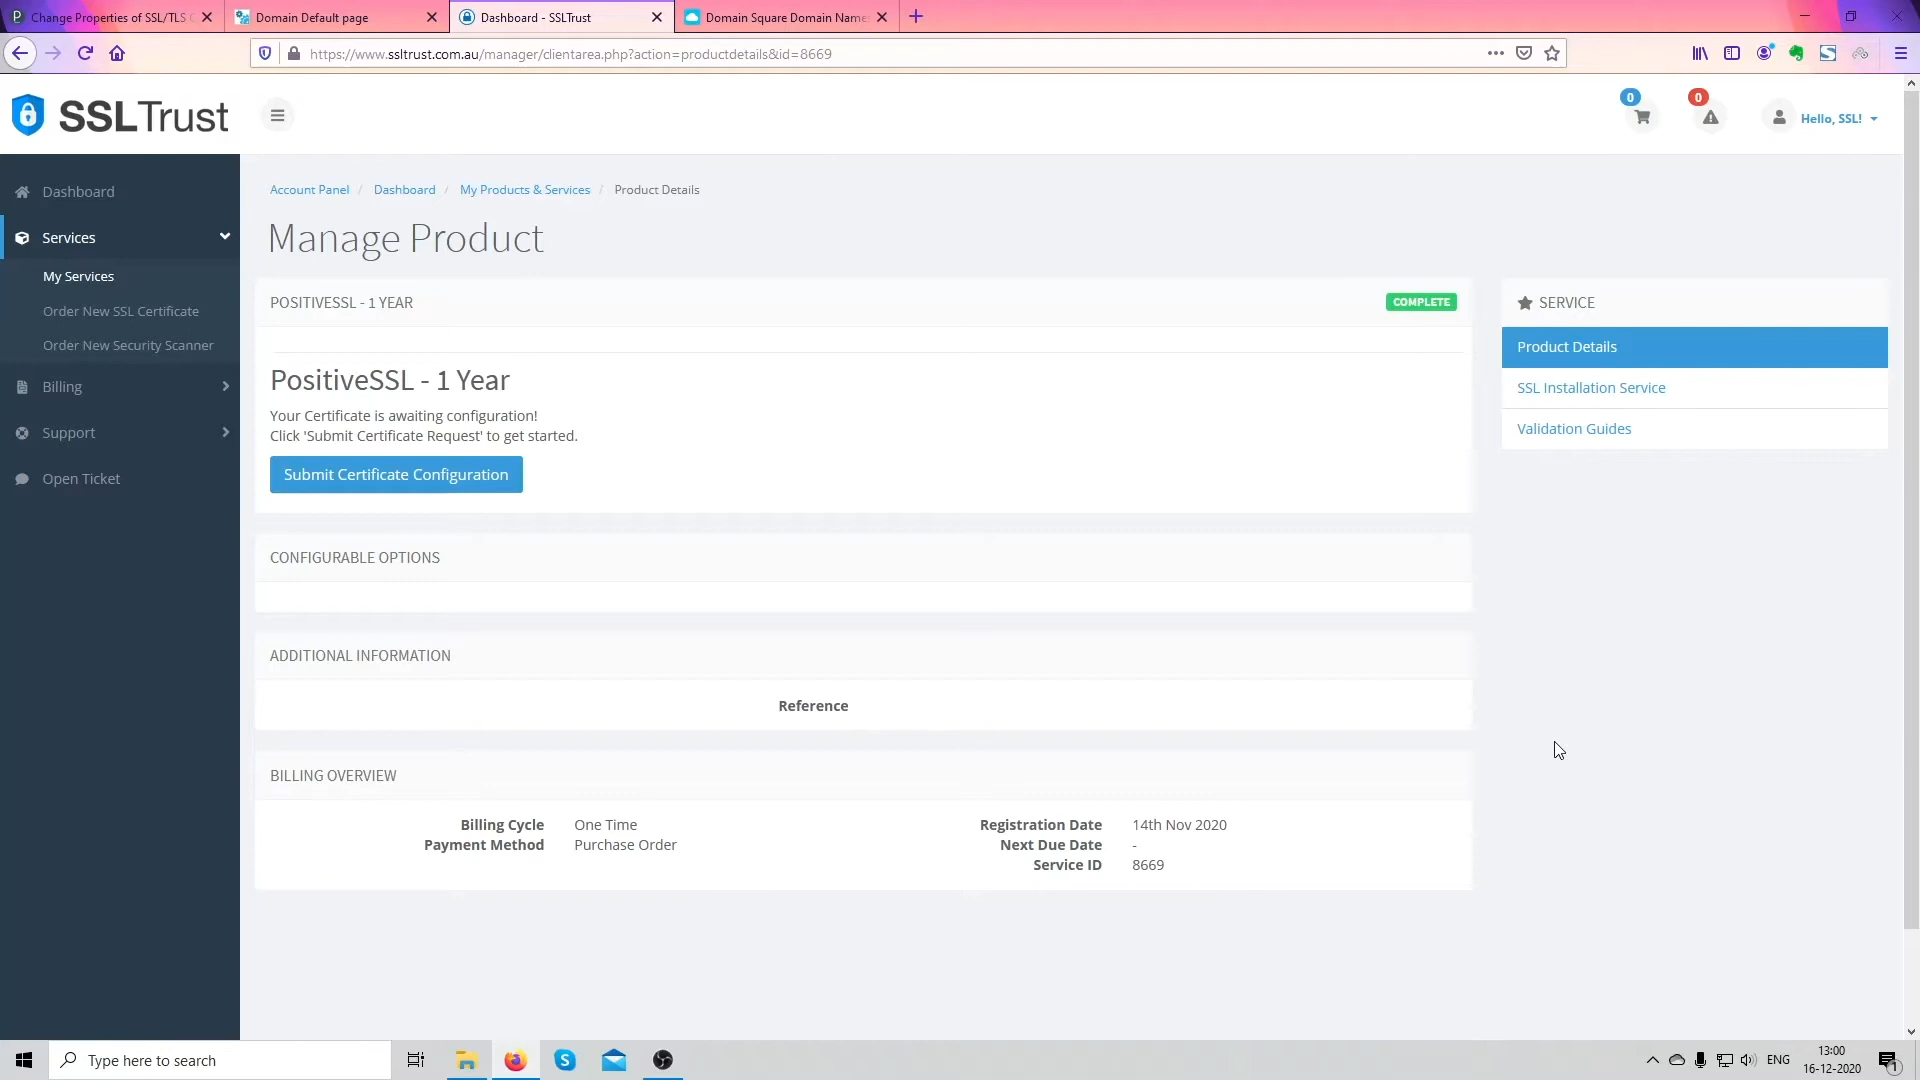 Change Properties of SSL/TLS C
Domain Default page
Dashboard - SSLTrust
Domain Square Domain Name
https://www.ssltrust.com.au/manager/clientarea.php?action=productdetails&id=8669
SSLTrust
0
0
Hello, SSL!
Dashboard
Services
My Services
Order New SSL Certificate
Order New Security Scanner
Billing
Support
Open Ticket
Account Panel / Dashboard / My Products & Services / Product Details
Manage Product
POSITIVESSL - 1 YEAR
COMPLETE
PositiveSSL - 1 Year
Your Certificate is awaiting configuration!
Click 'Submit Certificate Request' to get started.
Submit Certificate Configuration
CONFIGURABLE OPTIONS
ADDITIONAL INFORMATION
Reference
BILLING OVERVIEW
Billing Cycle One Time
Payment Method Purchase Order
Registration Date 14th Nov 2020
Next Due Date -
Service ID 8669
SERVICE
Product Details
SSL Installation Service
Validation Guides
Type here to search
ENG
13:00
16-12-2020
1